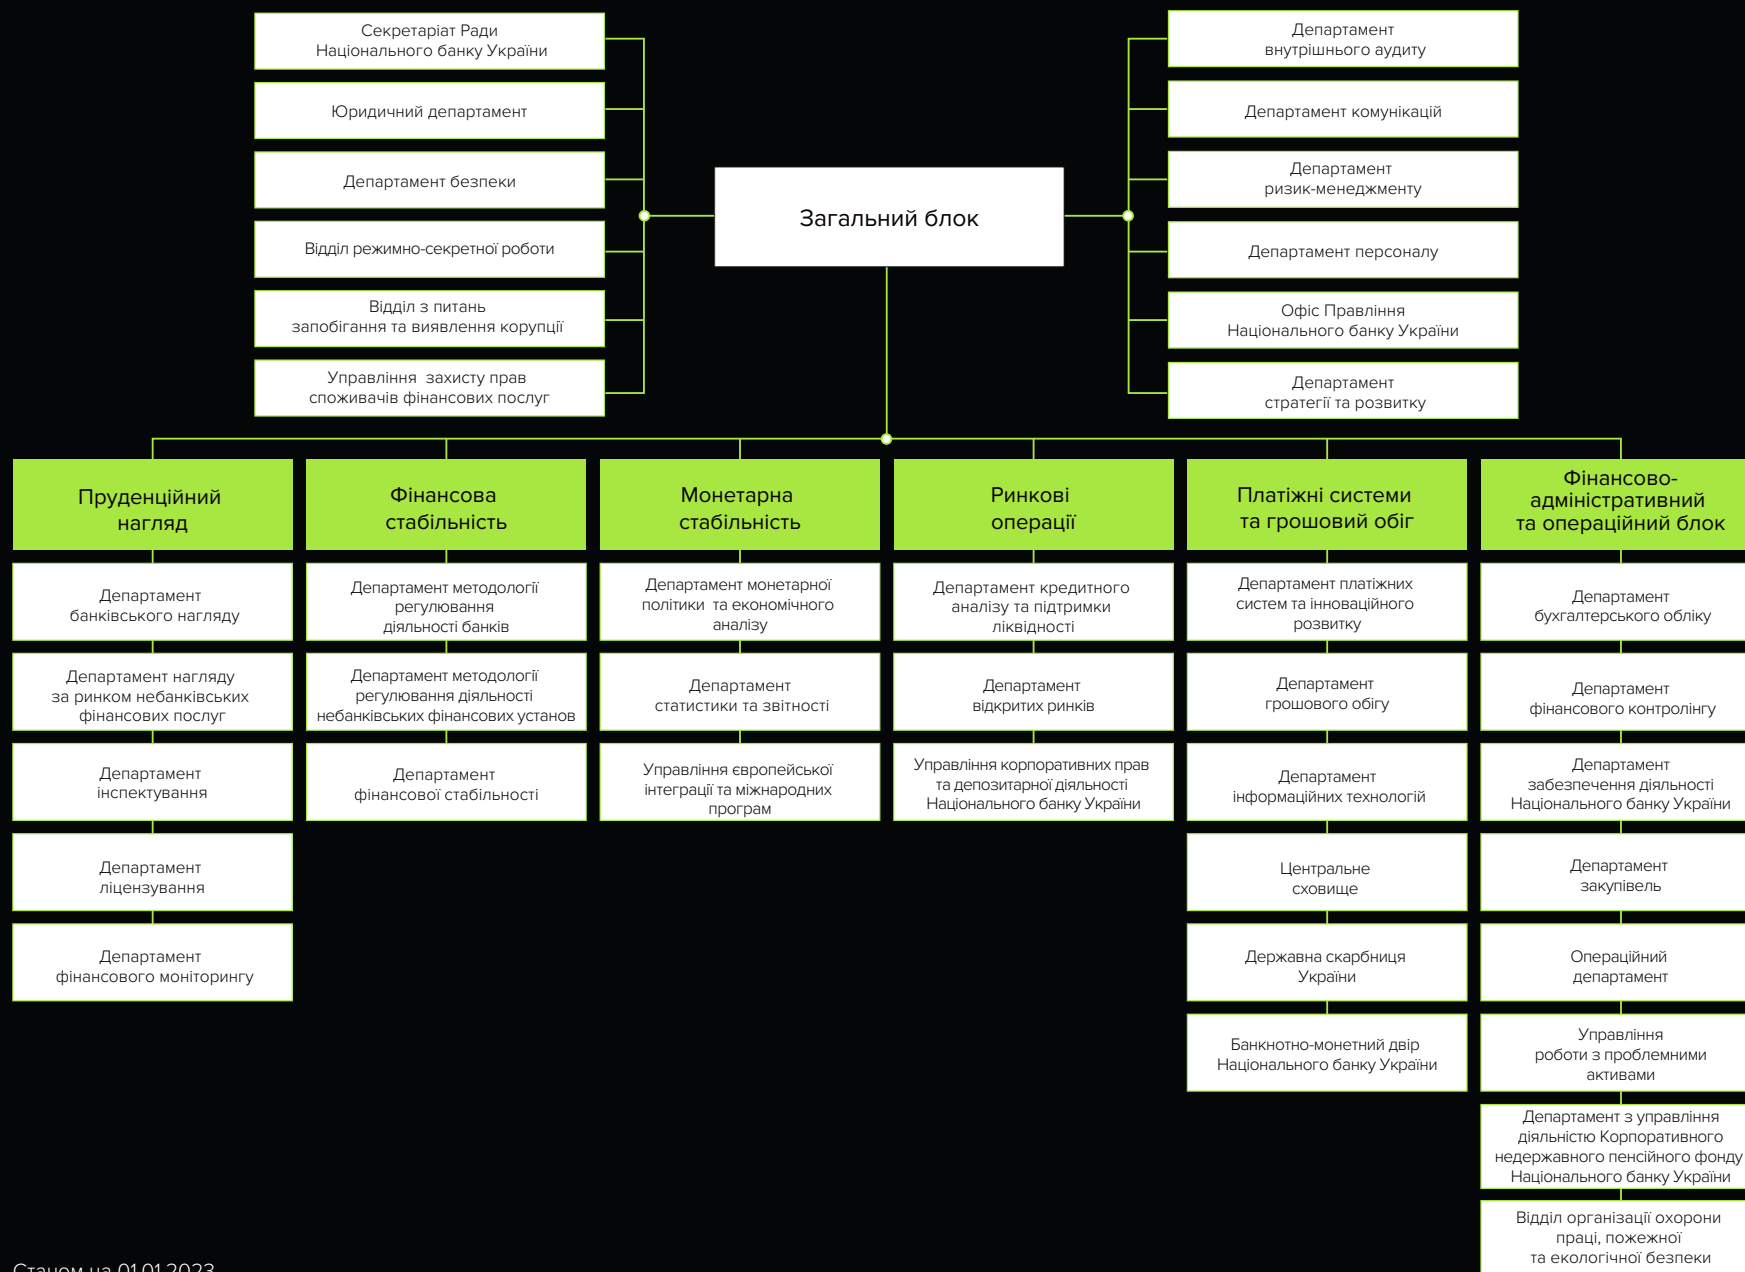 Секретаріат Ради
Національного банку України
Юридичний департамент
Департамент безпеки
Відділ режимно-секретної роботи
Відділ з питань
запобігання та виявлення корупції
Управління захисту прав
споживачів фінансових послуг
Загальний блок
Департамент
внутрішнього аудиту
Департамент комунікацій
Департамент
ризик-менеджменту
Департамент персоналу
Офіс Правління
Національного банку України
Департамент
стратегії та розвитку
Пруденційний
нагляд
Департамент
банківського нагляду
Департамент нагляду
за ринком небанківських
фінансових послуг
Департамент
інспектування
Департамент
ліцензування
Департамент
фінансового моніторингу
Фінансова
стабільність
Департамент методології
регулювання
діяльності банків
Департамент методології
регулювання діяльності
небанківських фінансових установ
Департамент
фінансової стабільності
Монетарна
стабільність
Департамент монетарної
політики та економічного
аналізу
Департамент
статистики та звітності
Управління європейської
інтеграції та міжнародних
програм
Ринкові
операції
Департамент кредитного
аналізу та підтримки
ліквідності
Департамент
відкритих ринків
Управління корпоративних прав
та депозитарної діяльності
Національного банку України
Платіжні системи
та грошовий обіг
Департамент платіжних
систем та інноваційного
розвитку
Департамент
грошового обігу
Департамент
інформаційних технологій
Центральне
сховище
Державна скарбниця
України
Банкнотно-монетний двір
Національного банку України
Фінансово-
адміністративний
та операційний блок
Департамент
бухгалтерського обліку
Департамент
фінансового контролінгу
Департамент
забезпечення діяльності
Національного банку України
Департамент
закупівель
Операційний
департамент
Управління
роботи з проблемними
активами
Департамент з управління
діяльністю Корпоративного
недержавного пенсійного фонду
Національного банку України
Відділ організації охорони
праці, пожежної
та екологічної безпеки
Станом на 01.01.2023